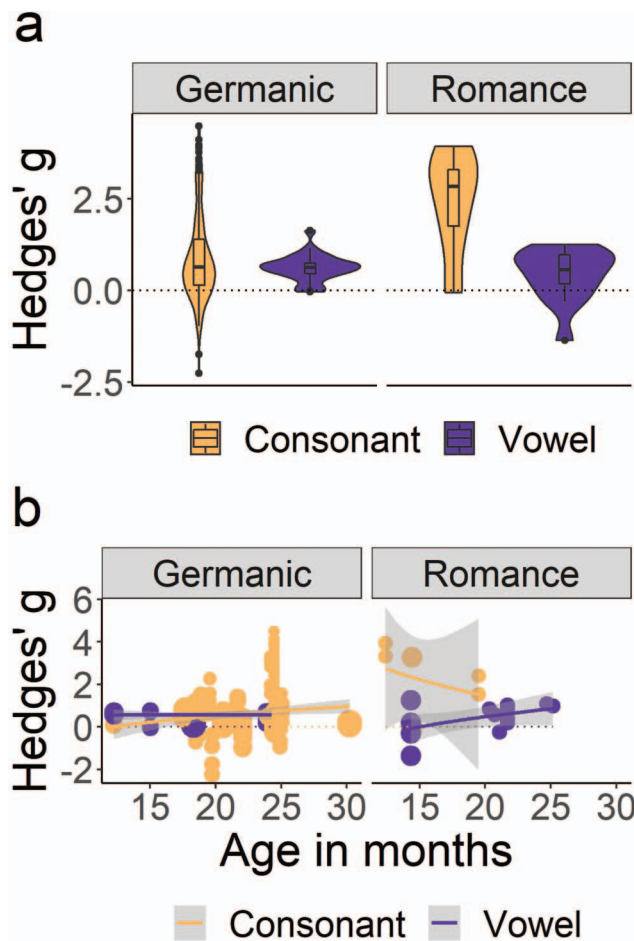 a
Germanic Romance
Hedges' g
2.5
0.0
-2.5
Consonant Vowel
b
Germanic Romance
Hedges' g
6
4
2
0
-2
15 20 25 30 15 20 25 30
Age in months
Consonant Vowel